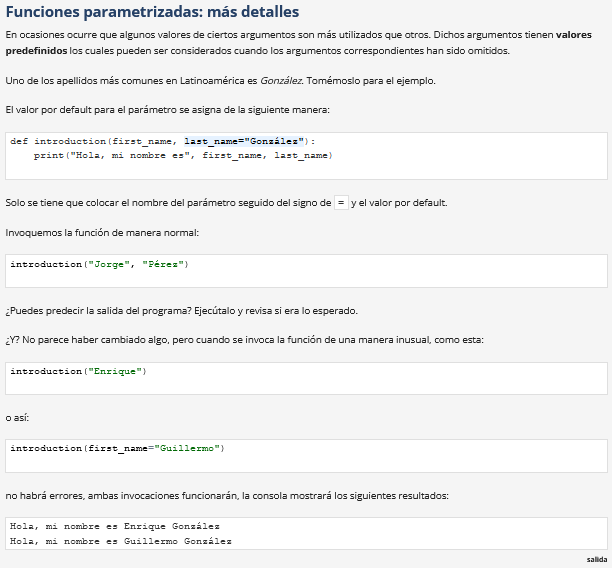 Funciones parametrizadas: más detalles
En ocasiones ocurre que algunos valores de ciertos argumentos son más utilizados que otros. Dichos argumentos tienen valores
predefinidos los cuales pueden ser considerados cuando los argumentos correspondientes han sido omitidos.
Uno de los apellidos más comunes en Latinoamérica es González. Tomémoslo para el ejemplo.
El valor por default para el parámetro se asigna de la siguiente manera:
def introduction(first_name, last_name="González"):
    print("Hola, mi nombre es", first_name, last_name)
Solo se tiene que colocar el nombre del parámetro seguido del signo de = y el valor por default.
Invoquemos la función de manera normal:
introduction("Jorge", "Pérez")
¿Puedes predecir la salida del programa? Ejecútalo y revisa si era lo esperado.
¿Y? No parece haber cambiado algo, pero cuando se invoca la función de una manera inusual, como esta:
introduction("Enrique")
o así:
introduction(first_name="Guillermo")
no habrá errores, ambas invocaciones funcionarán, la consola mostrará los siguientes resultados:
Hola, mi nombre es Enrique González
Hola, mi nombre es Guillermo González
salida